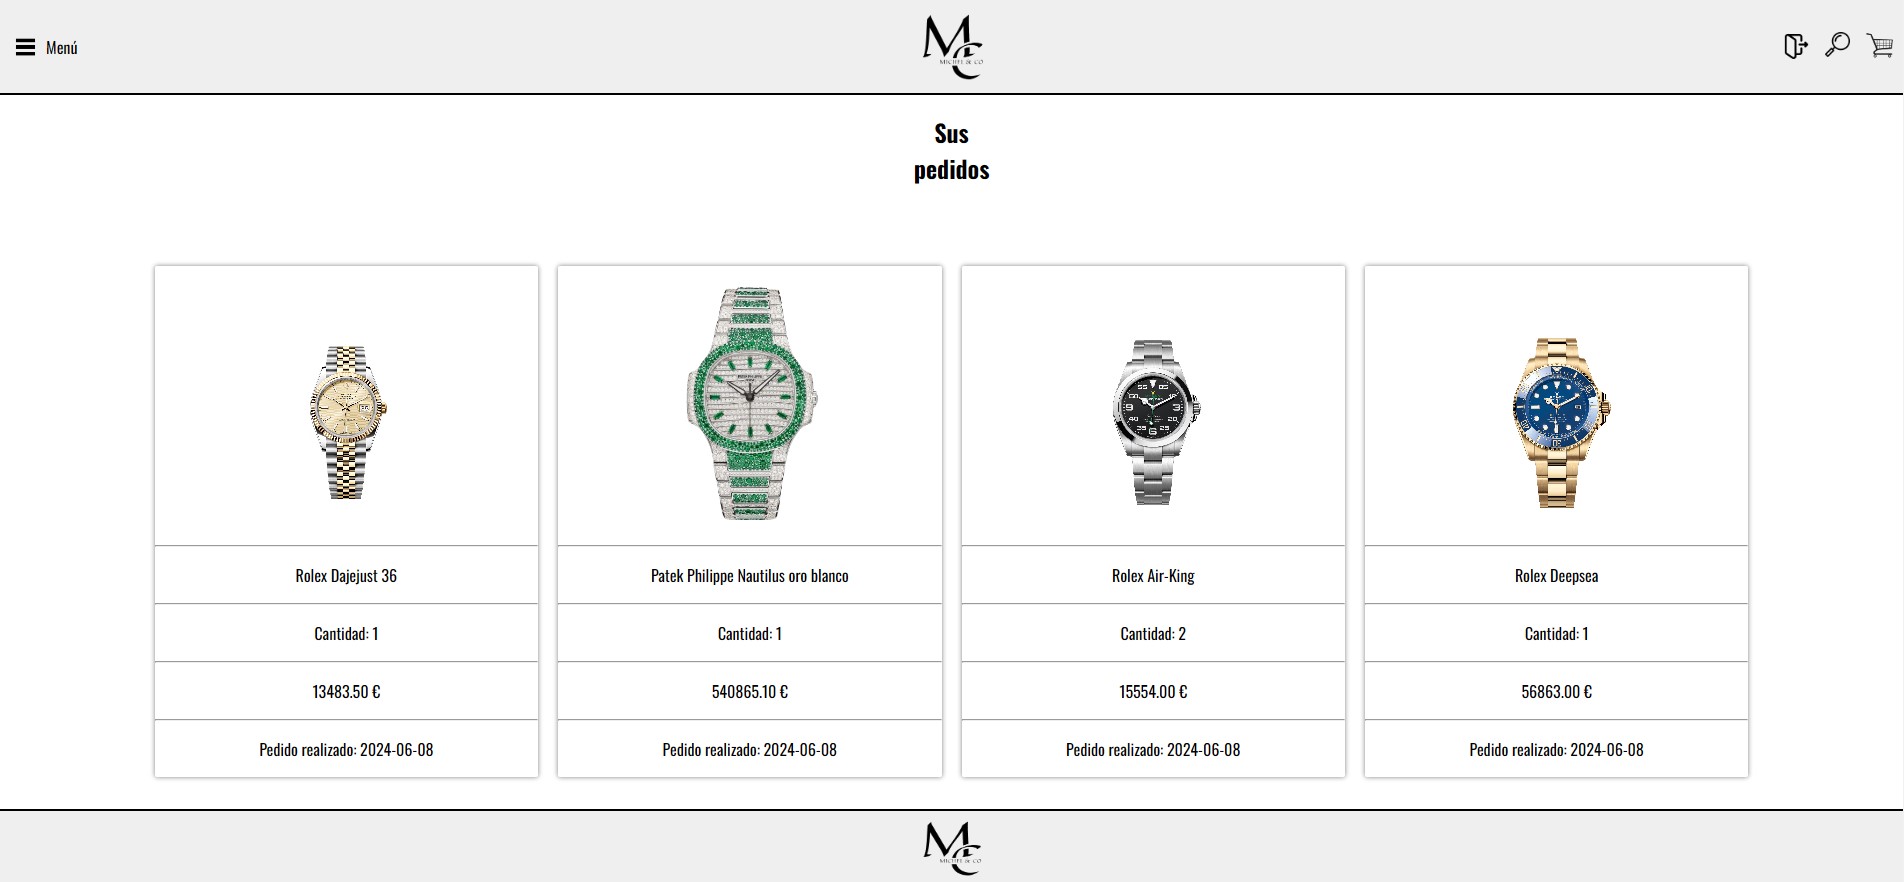 Menú
MC
MICHEL & CO
Sus
pedidos
Rolex Dajejust 36
Cantidad: 1
13483.50 €
Pedido realizado: 2024-06-08
Patek Philippe Nautilus oro blanco
Cantidad: 1
540865.10 €
Pedido realizado: 2024-06-08
Rolex Air-King
Cantidad: 2
15554.00 €
Pedido realizado: 2024-06-08
Rolex Deepsea
Cantidad: 1
56863.00 €
Pedido realizado: 2024-06-08
MC
MICHEL & CO